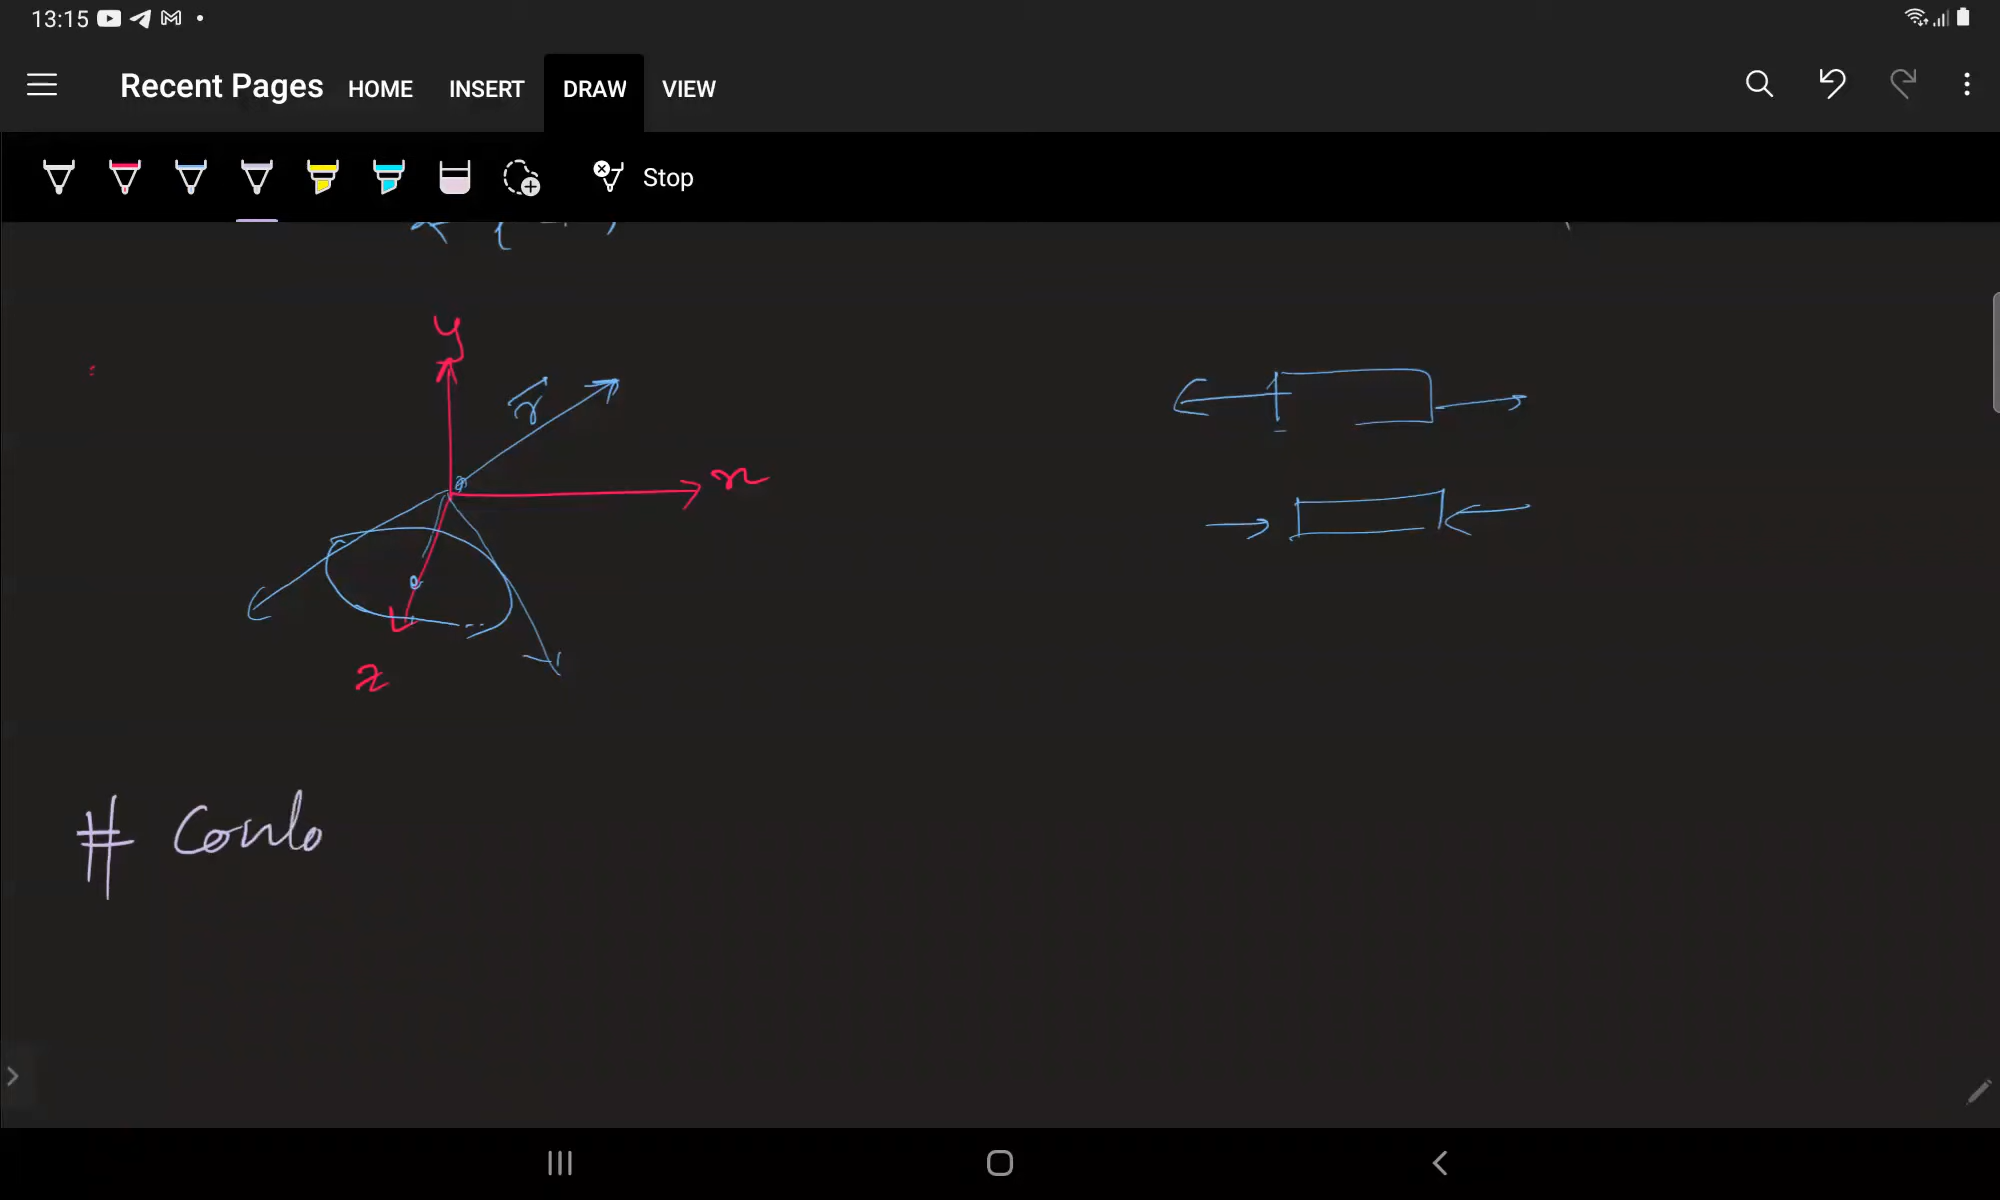 13:15
Recent Pages HOME INSERT DRAW VIEW
Stop
y
r
x
z
# Coulo